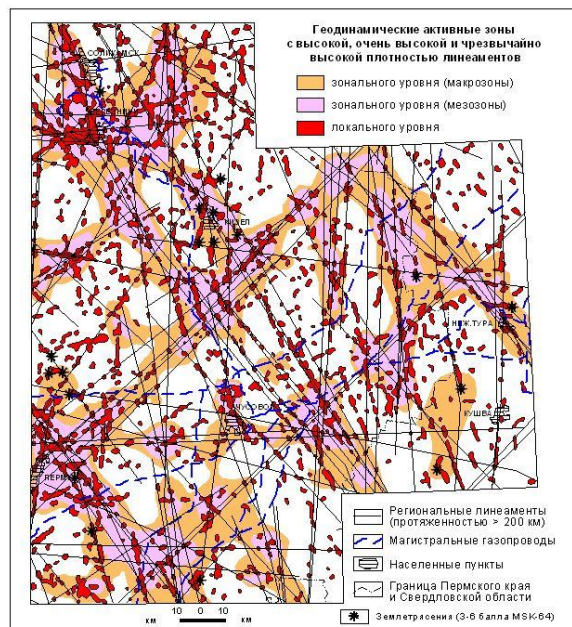 Геодинамические активные зоны
с высокой, очень высокой и чрезвычайно
высокой плотностью линеаментов
зонального уровня (макрозоны)
зонального уровня (мезозоны)
локального уровня
СОЛИКАМСК
КИЗЕЛ
НИЖ.ТУРА
КУШВА
ПЕРМЬ
Региональные линеаменты
(протяженностью > 200 км)
Магистральные газопроводы
Населенные пункты
Граница Пермского края
и Свердловской области
Землетрясения (3-6 балла MSK-64)
10 0 10
км км